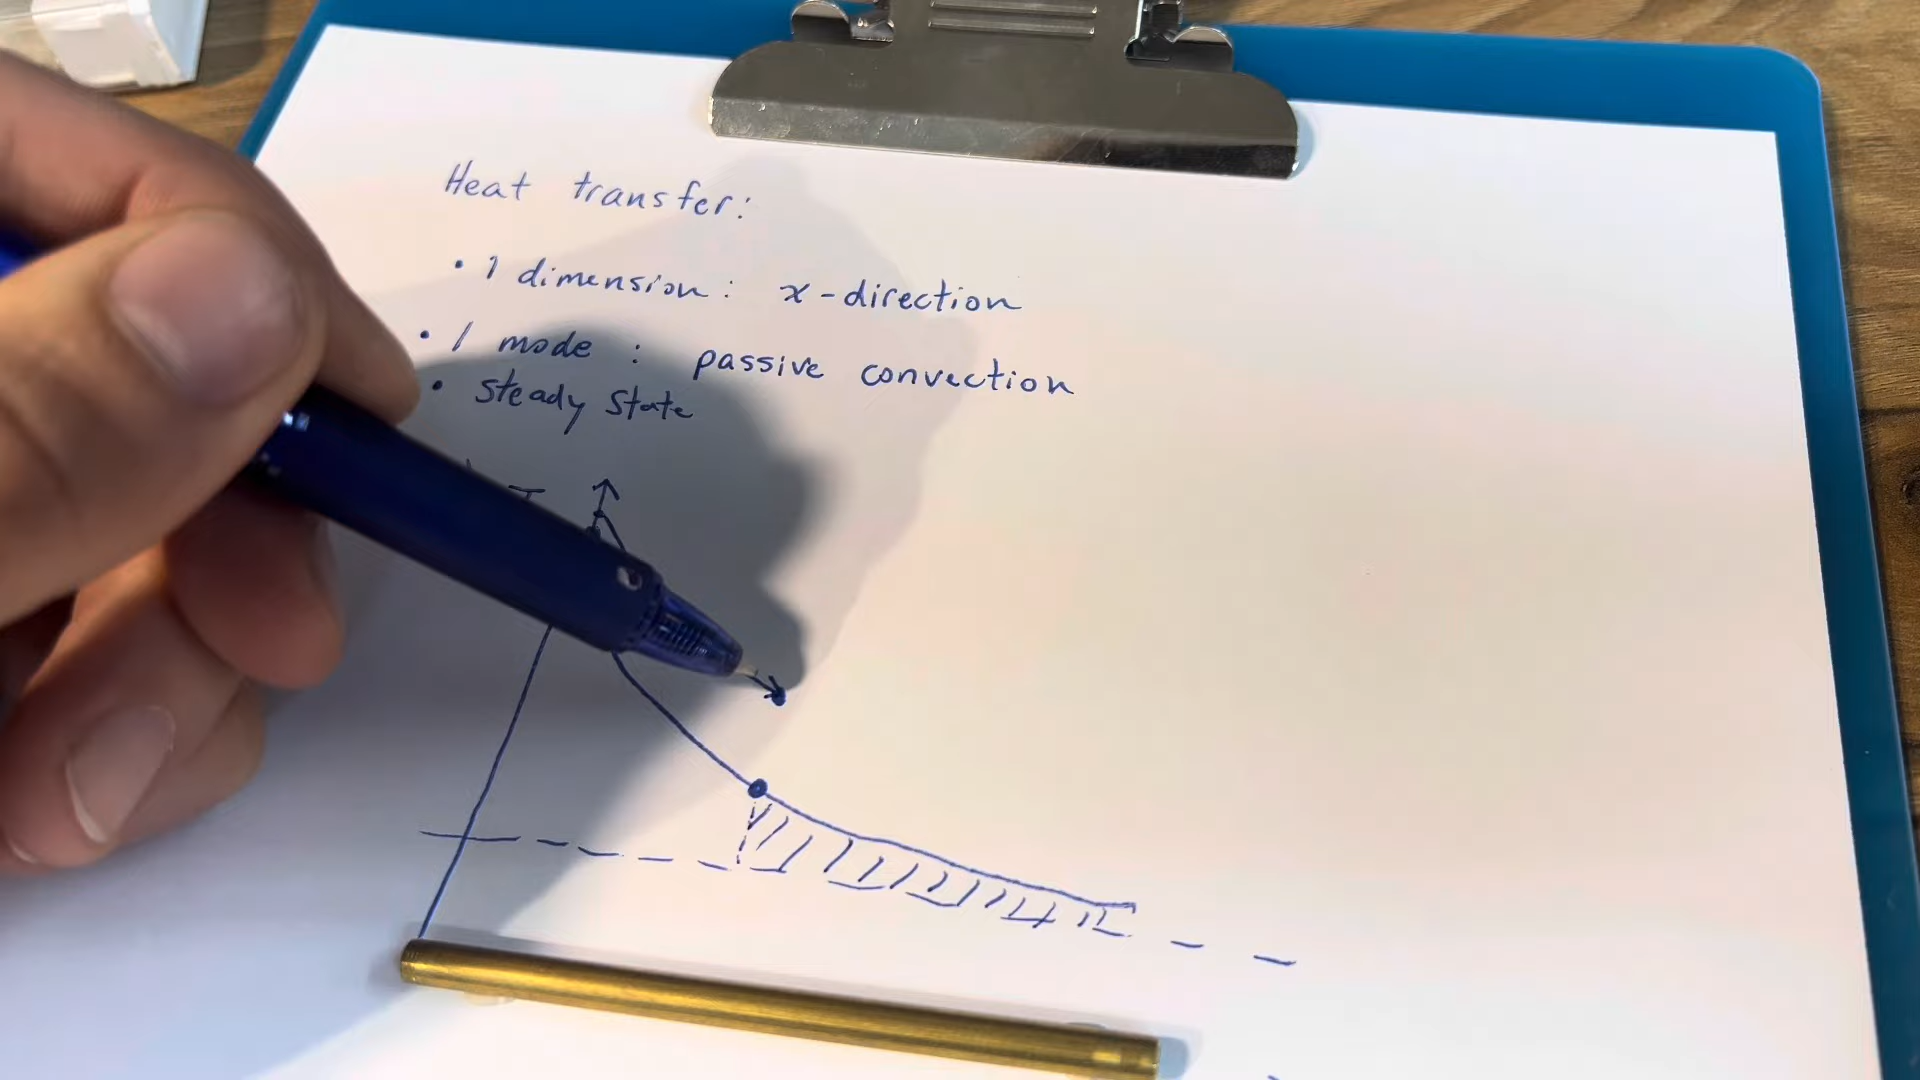 Heat transfer:
• 1 dimension: x-direction
• 1 mode : passive convection
• Steady State
T